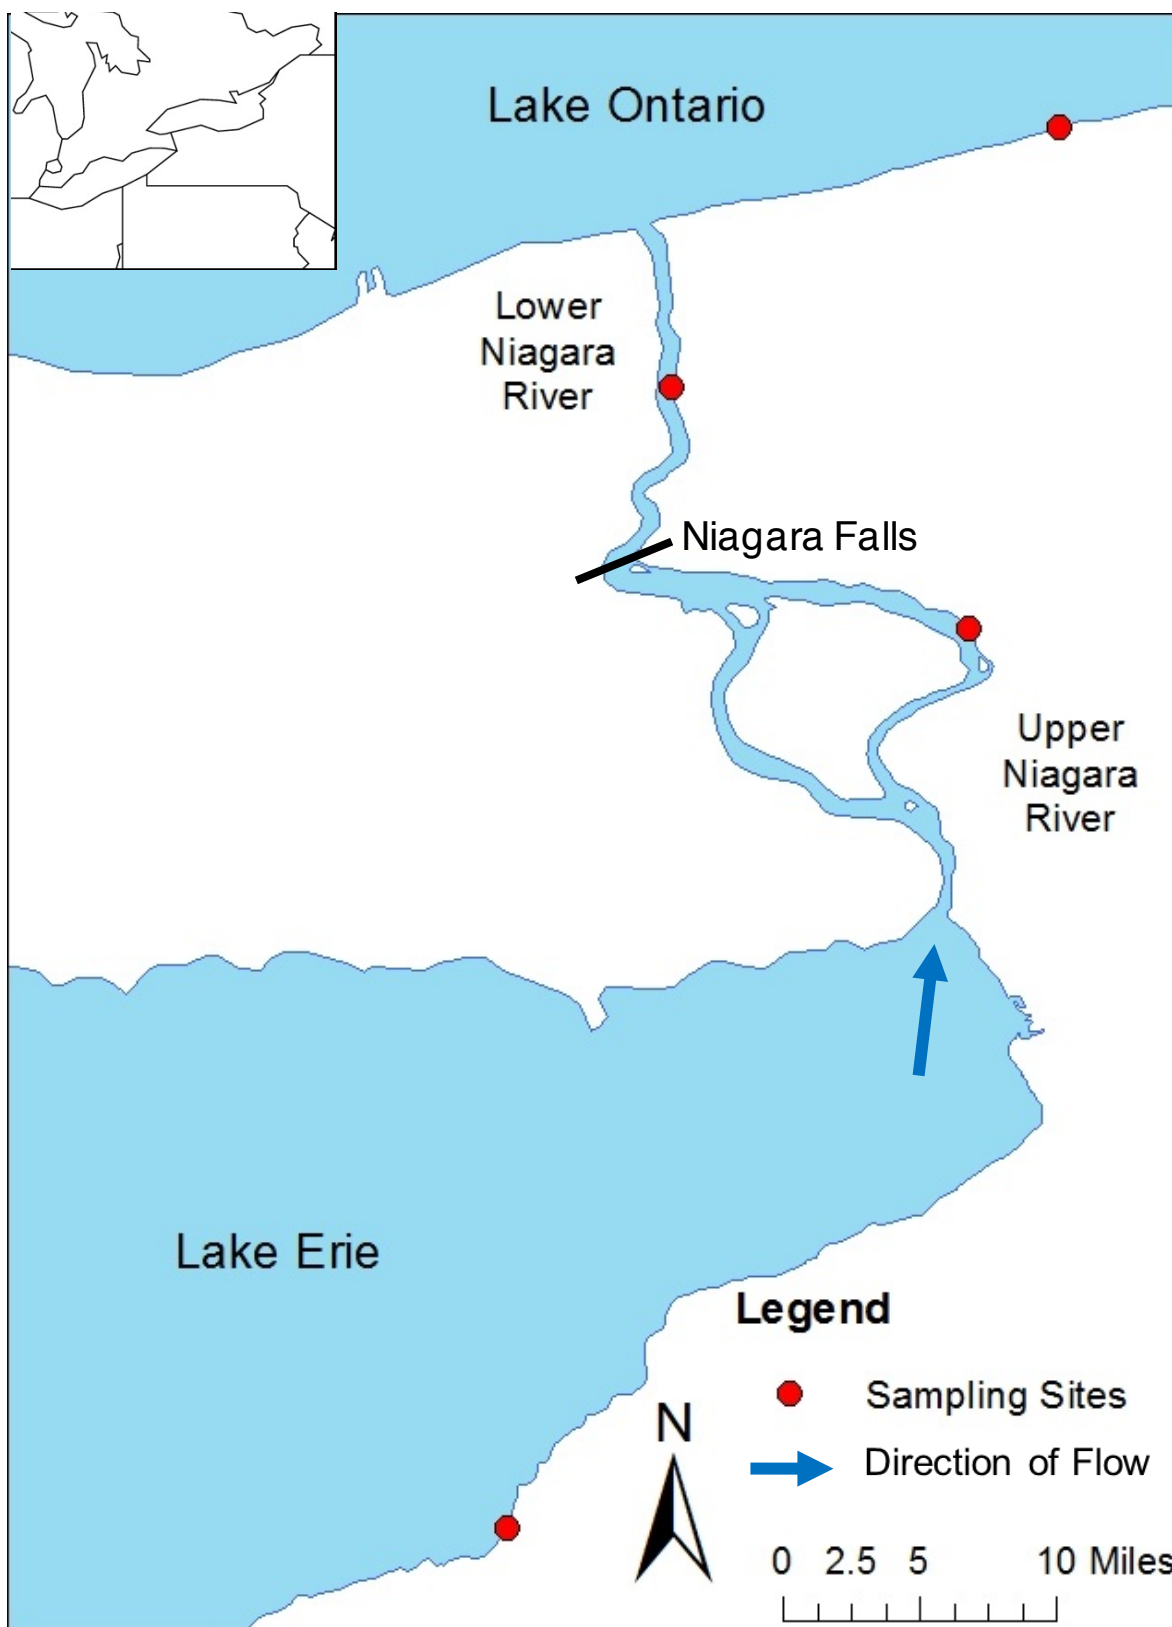 Lake Ontario
Lower
Niagara
River
Niagara Falls
Upper
Niagara
River
Lake Erie
Legend
Sampling Sites
Direction of Flow
N
0 2.5 5 10 Miles